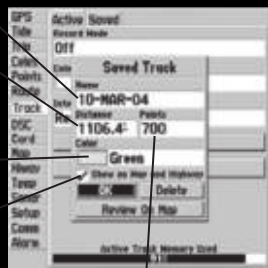 GPS
Active Saved
Tide
Record Mode
Trip
Off
Celes
Points
Saved Track
Route
Name
10-MAR-04
Track
Distance
Points
DSC
1106.4
700
Card
Color
Map
Green
Hiway
Show on Map and Highway
Temp
OK
Delete
Sonar
Setup
Review On Map
Comm
Alarm
Active Track Memory Used